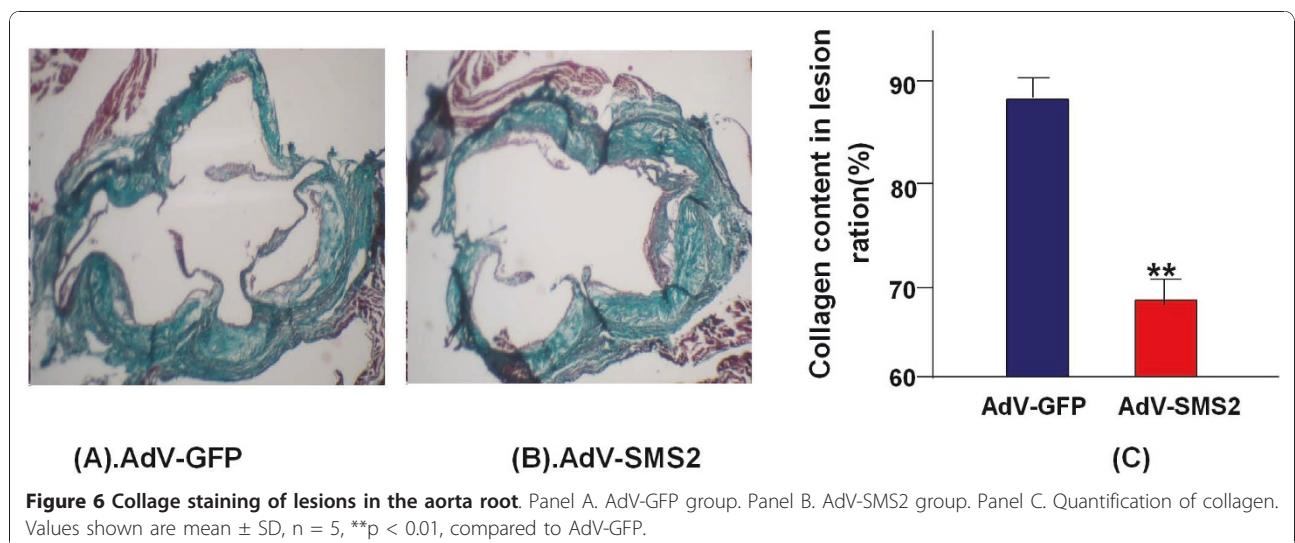 90
80
70
60
Collagen content in lesion
ration(%)
**
AdV-GFP AdV-SMS2
(A).AdV-GFP (B).AdV-SMS2 (C)
Figure 6 Collage staining of lesions in the aorta root. Panel A. AdV-GFP group. Panel B. AdV-SMS2 group. Panel C. Quantification of collagen.
Values shown are mean ± SD, n = 5, **p < 0.01, compared to AdV-GFP.